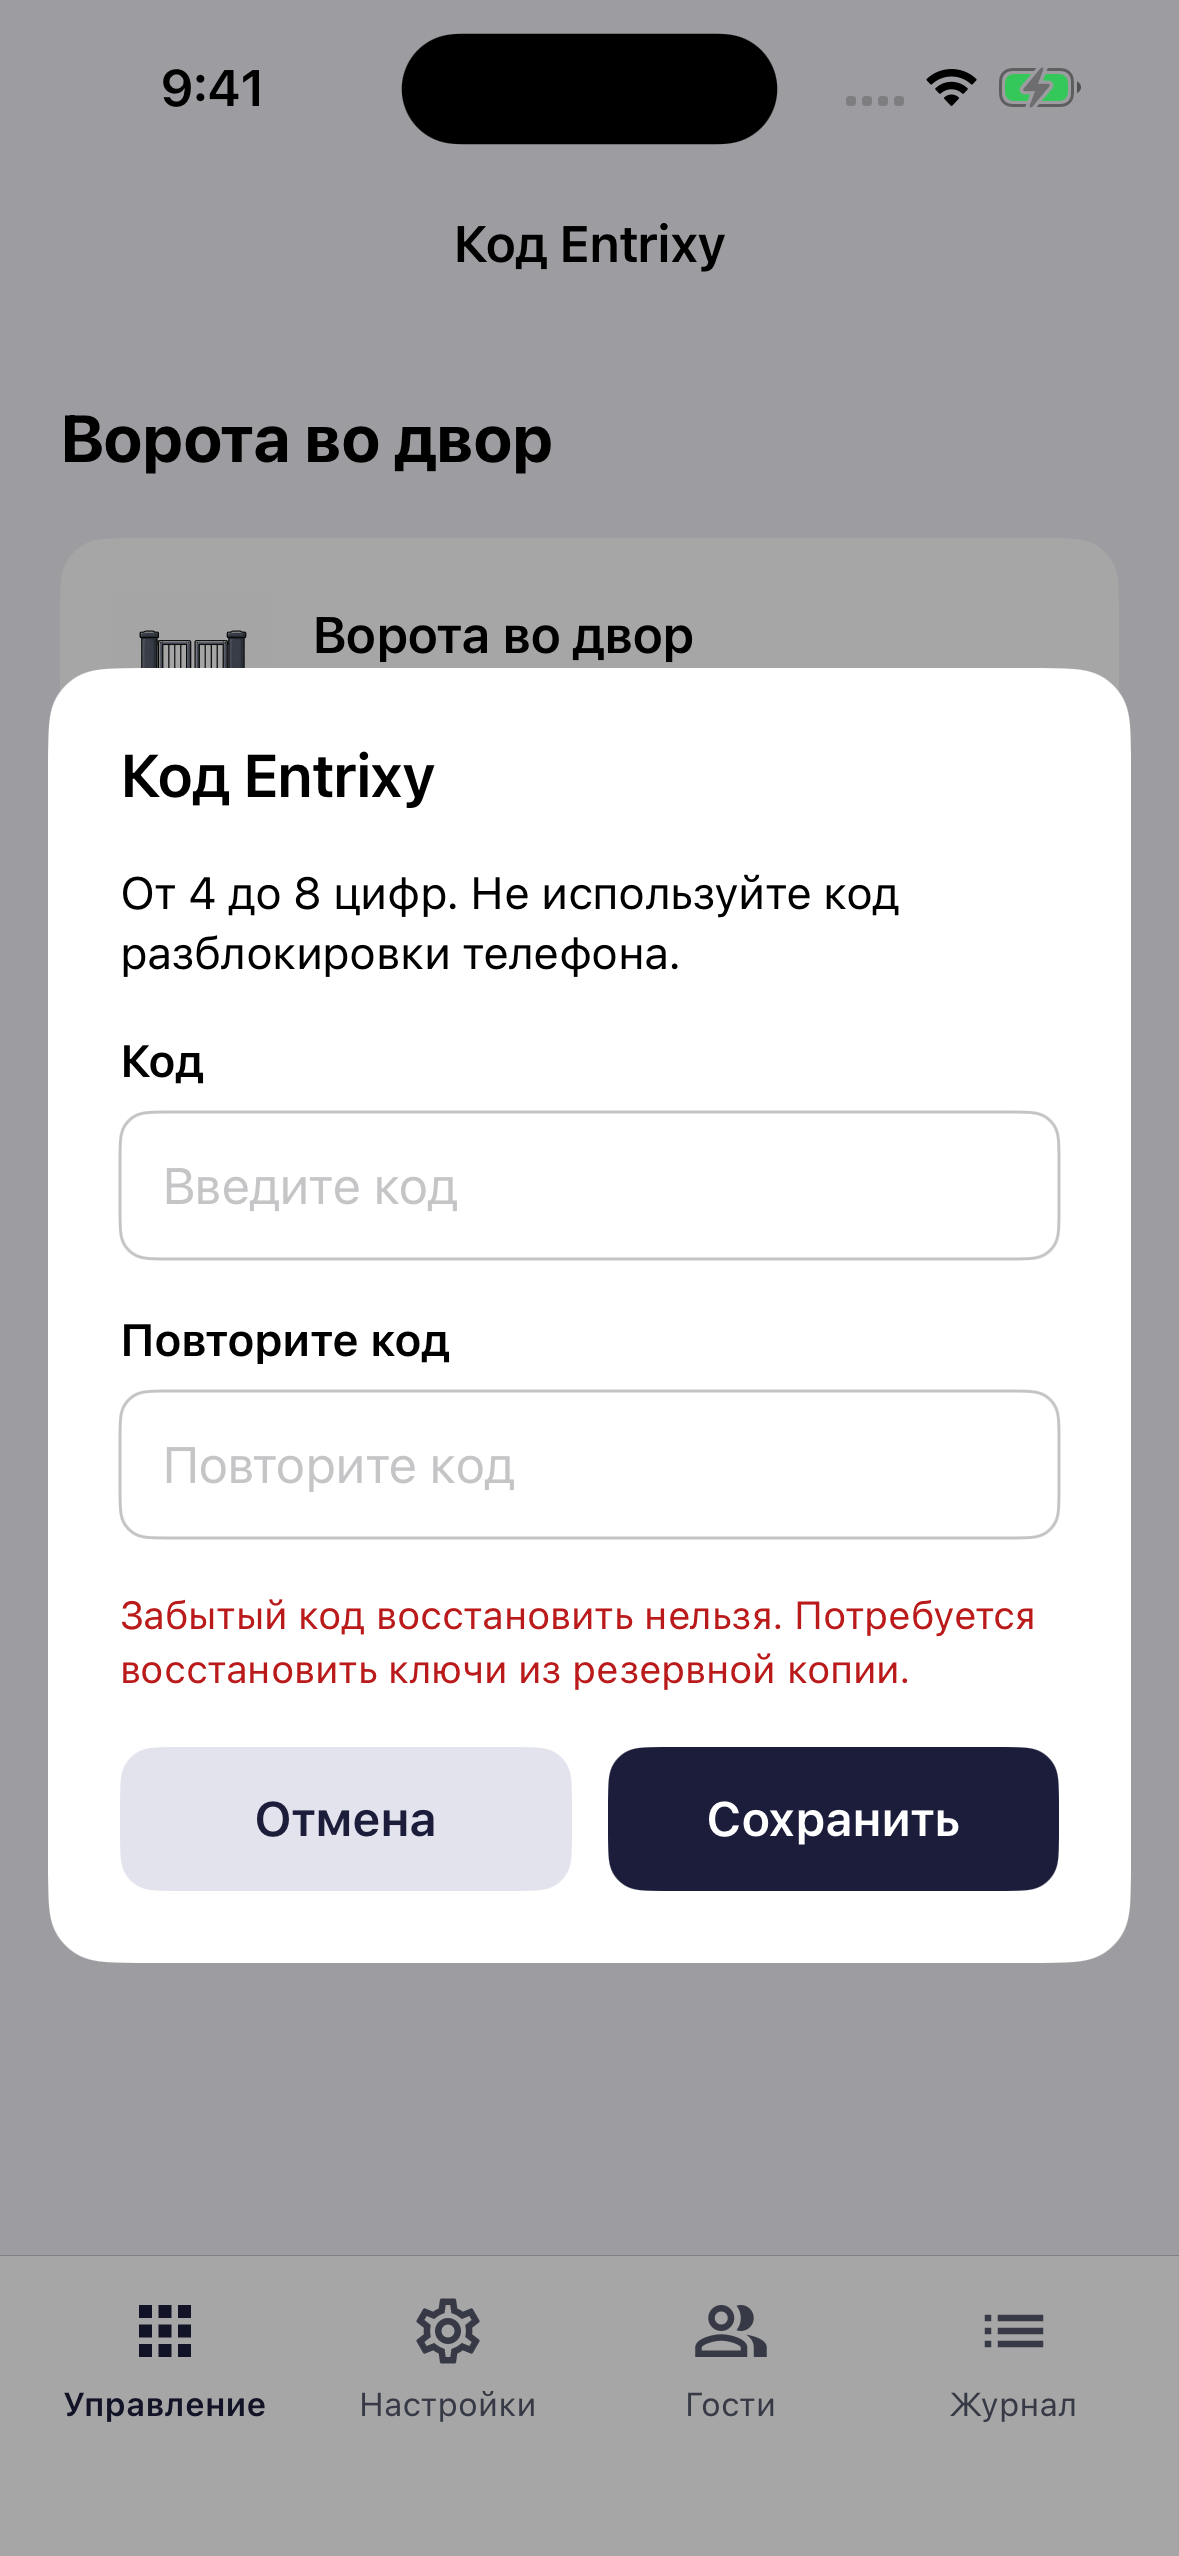 9:41
Код Entrixy
Ворота во двор
Ворота во двор
Код Entrixy
От 4 до 8 цифр. Не используйте код
разблокировки телефона.
Код
Введите код
Повторите код
Повторите код
Забытый код восстановить нельзя. Потребуется
восстановить ключи из резервной копии.
Отмена
Сохранить
Управление
Настройки
Гости
Журнал